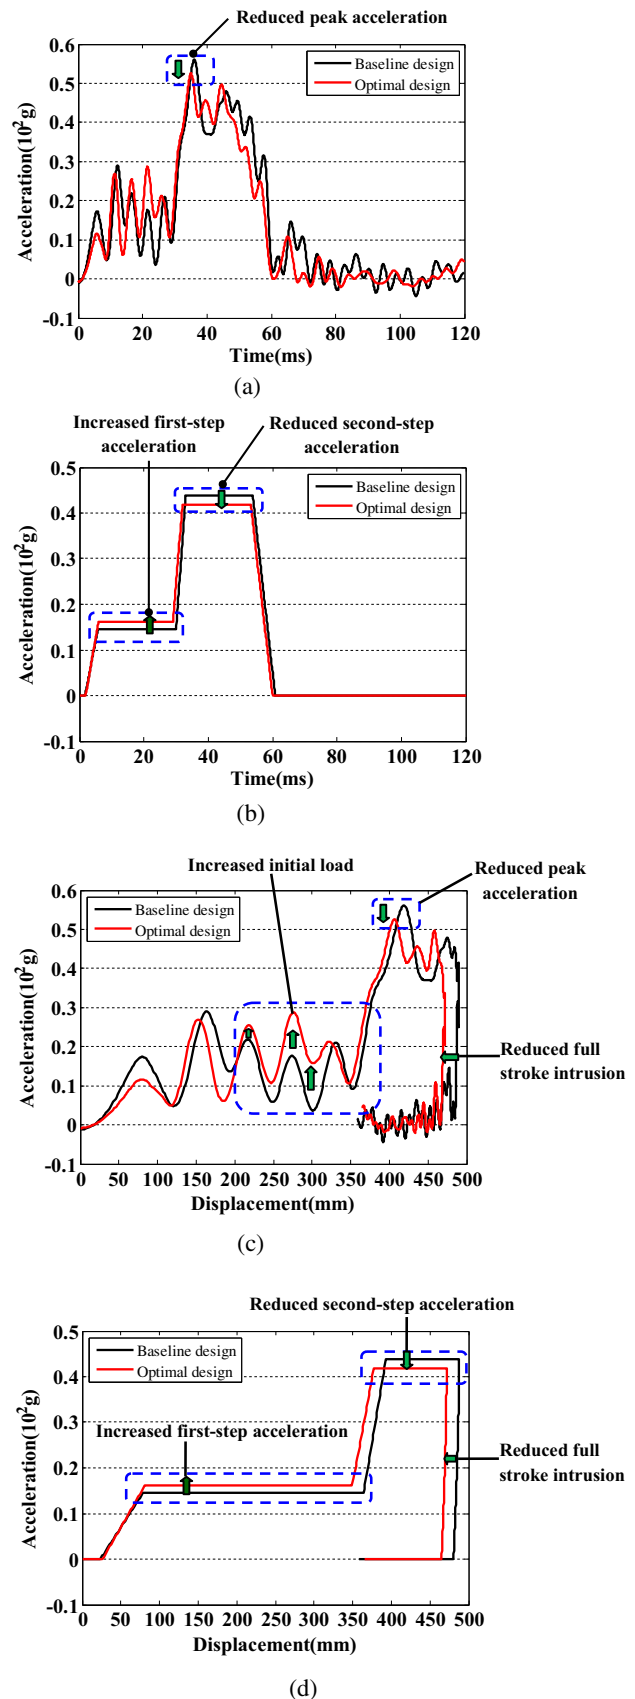 Reduced peak acceleration
0.6
0.5
0.4
0.3
0.2
0.1
0
-0.1
Acceleration(10²g)
Baseline design
Optimal design
0 20 40 60 80 100 120
Time(ms)
(a)
Increased first-step
acceleration
Reduced second-step
acceleration
0.5
0.4
0.3
0.2
0.1
0
-0.1
Acceleration(10²g)
Baseline design
Optimal design
0 20 40 60 80 100 120
Time(ms)
(b)
Increased initial load
Reduced peak
acceleration
0.6
0.5
0.4
0.3
0.2
0.1
0
-0.1
Acceleration(10²g)
Baseline design
Optimal design
Reduced full
stroke intrusion
0 50 100 150 200 250 300 350 400 450 500
Displacement(mm)
(c)
Reduced second-step acceleration
0.5
0.4
0.3
0.2
0.1
0
-0.1
Acceleration(10²g)
Baseline design
Optimal design
Increased first-step acceleration
Reduced full
stroke intrusion
0 50 100 150 200 250 300 350 400 450 500
Displacement(mm)
(d)